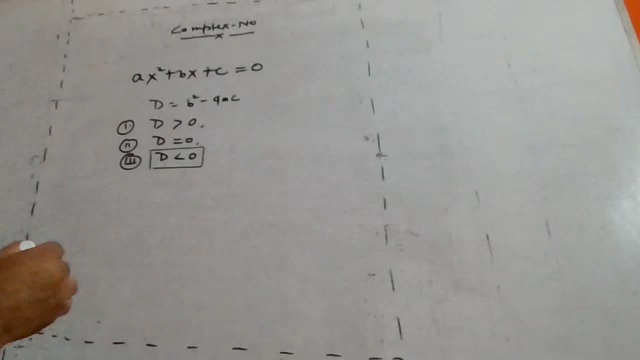 Complex-No
ax²+bx+c=0
D = b²-4ac
(i) D > 0.
(ii) D = 0.
(iii) D < 0